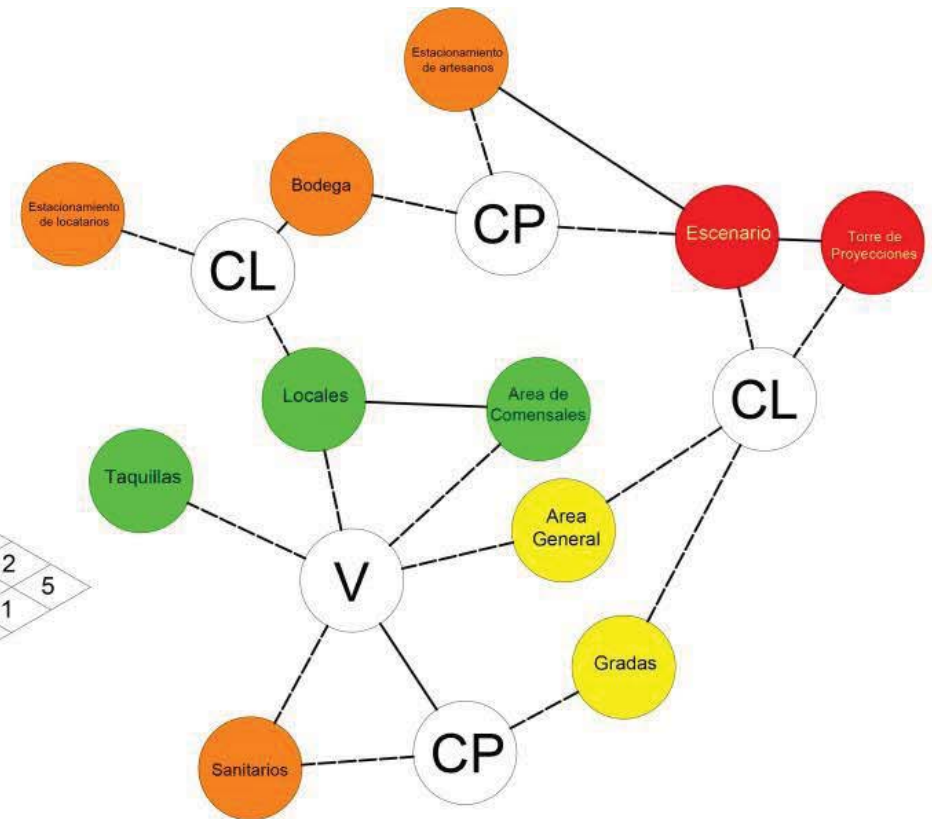 Estacionamiento
de artesanos
Estacionamiento
de locatarios
Bodega
CP
Escenario
Torre de
Proyecciones
CL
Locales
Area de
Comensales
CL
Taquillas
Area
General
V
2
5
1
Gradas
Sanitarios
CP